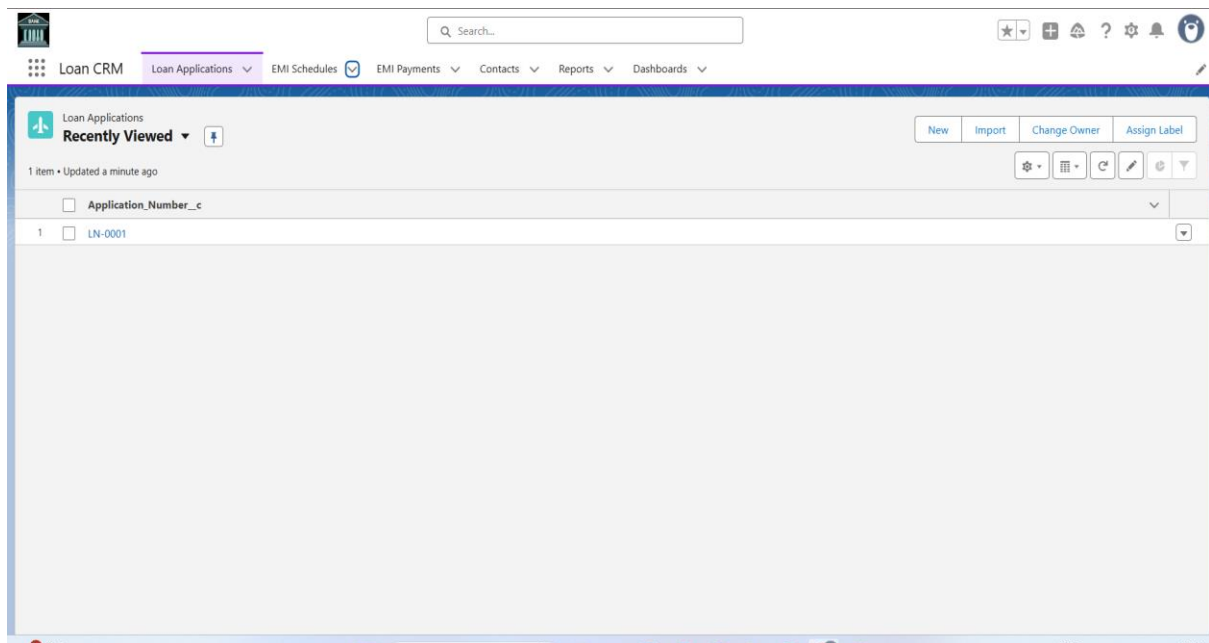 BANK
Search...
Loan CRM Loan Applications EMI Schedules EMI Payments Contacts Reports Dashboards
Loan Applications
Recently Viewed
New Import Change Owner Assign Label
1 item • Updated a minute ago
Application_Number__c
1 LN-0001